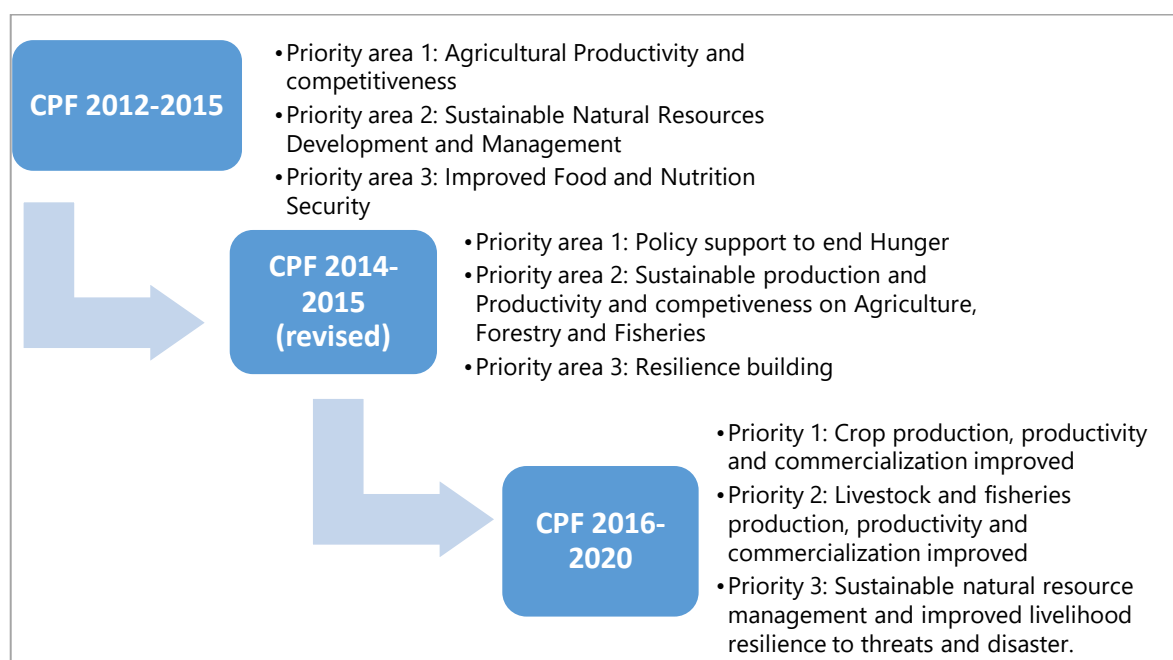 CPF 2012-2015
•Priority area 1: Agricultural Productivity and
competitiveness
•Priority area 2: Sustainable Natural Resources
Development and Management
•Priority area 3: Improved Food and Nutrition
Security
CPF 2014-
2015
(revised)
•Priority area 1: Policy support to end Hunger
•Priority area 2: Sustainable production and
Productivity and competiveness on Agriculture,
Forestry and Fisheries
•Priority area 3: Resilience building
CPF 2016-
2020
•Priority 1: Crop production, productivity
and commercialization improved
•Priority 2: Livestock and fisheries
production, productivity and
commercialization improved
•Priority 3: Sustainable natural resource
management and improved livelihood
resilience to threats and disaster.